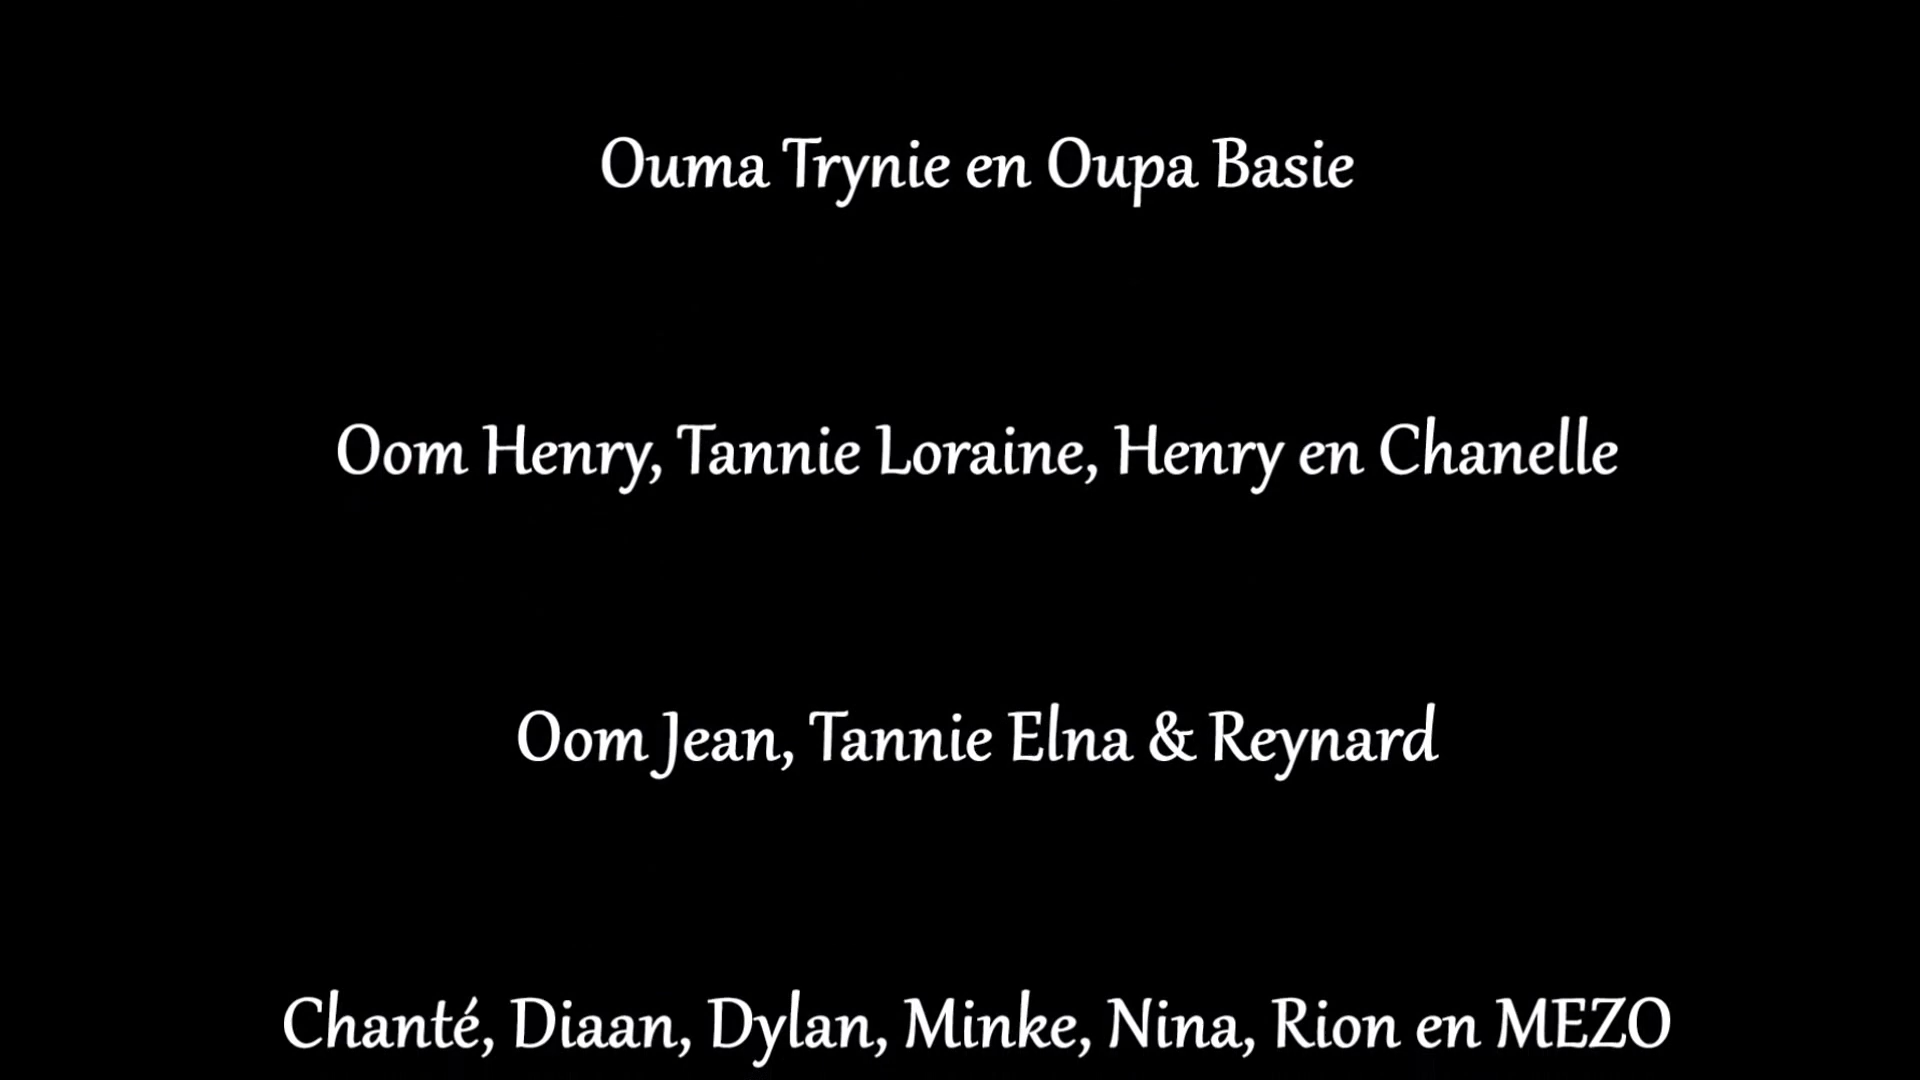 Ouma Trynie en Oupa Basie
Oom Henry, Tannie Loraine, Henry en Chanelle
Oom Jean, Tannie Elna & Reynard
Chanté, Diaan, Dylan, Minke, Nina, Rion en MEZO